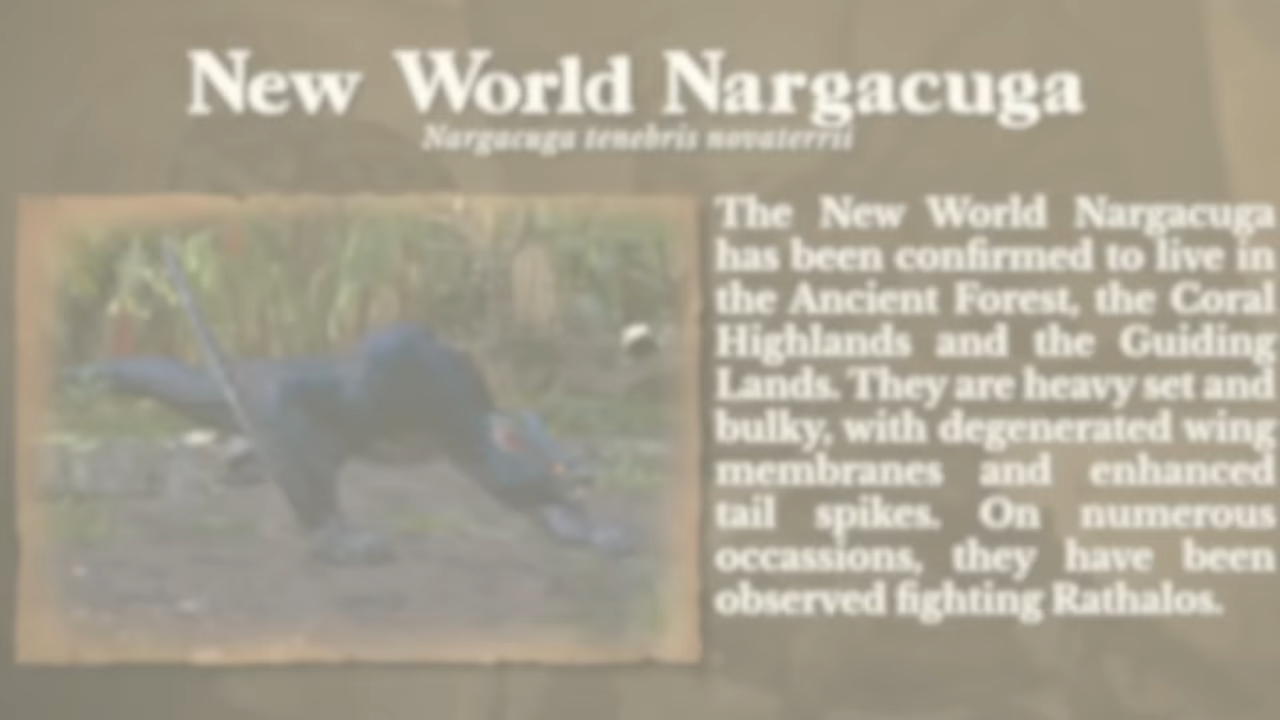 New World Nargacuga
Nargacuga tenebris novaterrii
The New World Nargacuga
has been confirmed to live in
the Ancient Forest, the Coral
Highlands and the Guiding
Lands. They are heavy set and
bulky, with degenerated wing
membranes and enhanced
tail spikes. On numerous
occassions, they have been
observed fighting Rathalos.